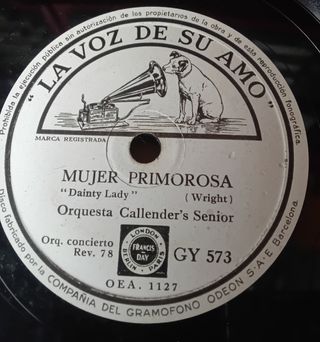 Prohibida la ejecución pública sin autorización de los propietarios de la obra y de esta reproducción fonográfica.
"LA VOZ DE SU AMO"
MARCA REGISTRADA
MUJER PRIMOROSA
"Dainty Lady" (Wright)
Orquesta Callender's Senior
Orq. concierto
Rev. 78
LONDON
FRANCIS
&
DAY
BERLIN - PARIS
GY 573
OEA. 1127
Disco fabricado por la COMPAÑIA DEL GRAMOFONO ODEON S-A-E Barcelona.